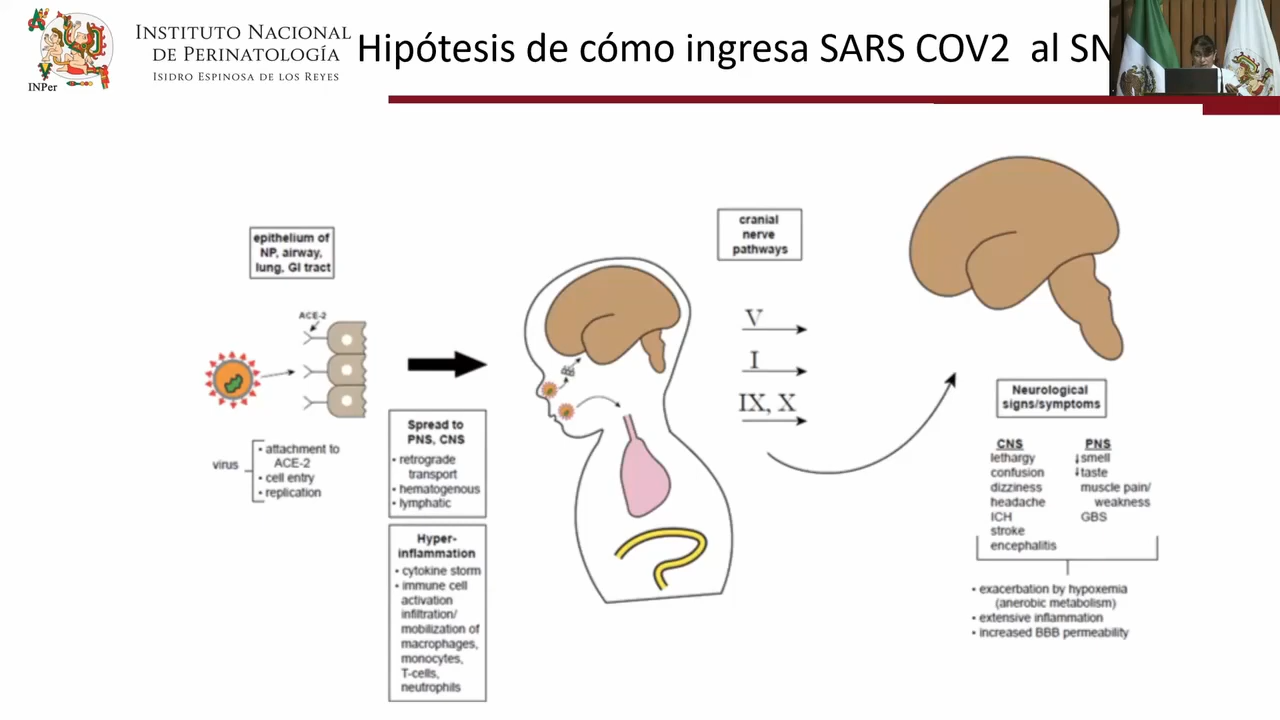 INSTITUTO NACIONAL
DE PERINATOLOGÍA
ISIDRO ESPINOSA DE LOS REYES
INPer
Hipótesis de cómo ingresa SARS COV2 al SN
epithelium of
NP, airway,
lung, GI tract
ACE-2
virus
• attachment to
ACE-2
• cell entry
• replication
Spread to
PNS, CNS
• retrograde
transport
• hematogenous
• lymphatic
Hyper-
inflammation
• cytokine storm
• immune cell
activation
infiltration/
mobilization of
macrophages,
monocytes,
T-cells,
neutrophils
cranial
nerve
pathways
V
I
IX, X
Neurological
signs/symptoms
CNS
lethargy
confusion
dizziness
headache
ICH
stroke
encephalitis
PNS
↓smell
↓taste
muscle pain/
weakness
GBS
• exacerbation by hypoxemia
(anerobic metabolism)
• extensive inflammation
• increased BBB permeability